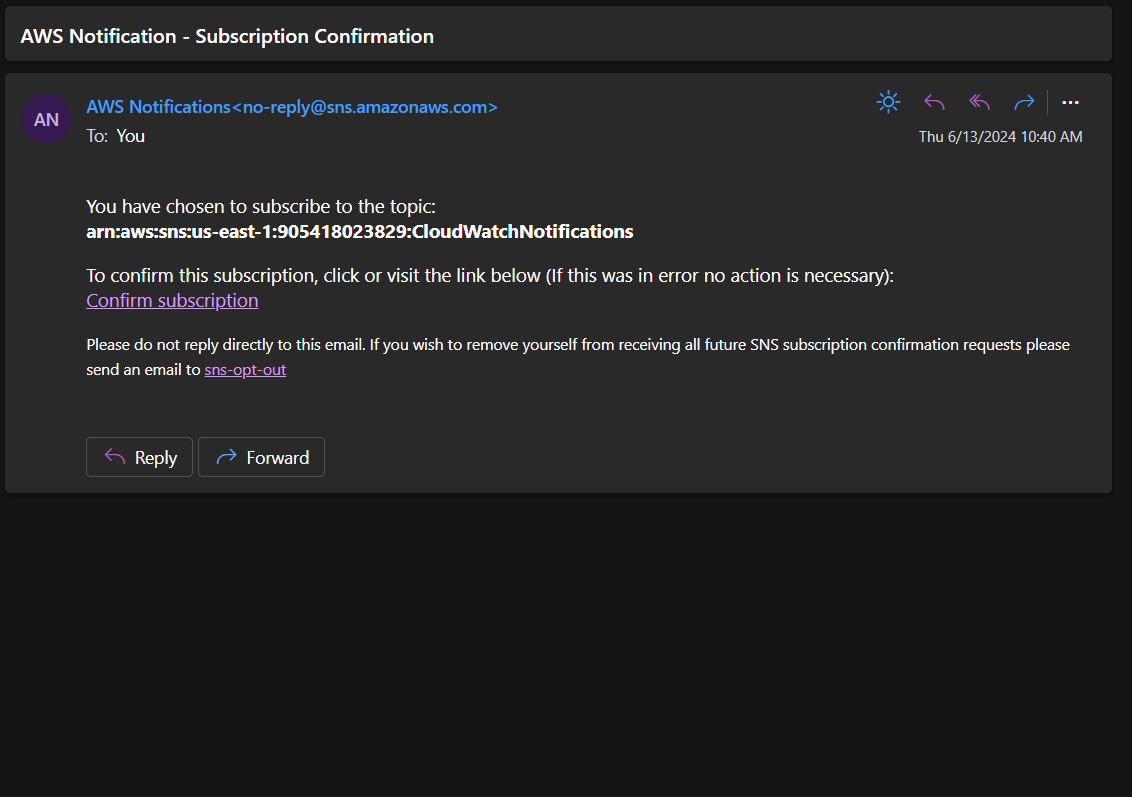 AWS Notification - Subscription Confirmation
AN
AWS Notifications<no-reply@sns.amazonaws.com>
To: You
Thu 6/13/2024 10:40 AM
You have chosen to subscribe to the topic:
arn:aws:sns:us-east-1:905418023829:CloudWatchNotifications
To confirm this subscription, click or visit the link below (If this was in error no action is necessary):
Confirm subscription
Please do not reply directly to this email. If you wish to remove yourself from receiving all future SNS subscription confirmation requests please
send an email to sns-opt-out
Reply
Forward